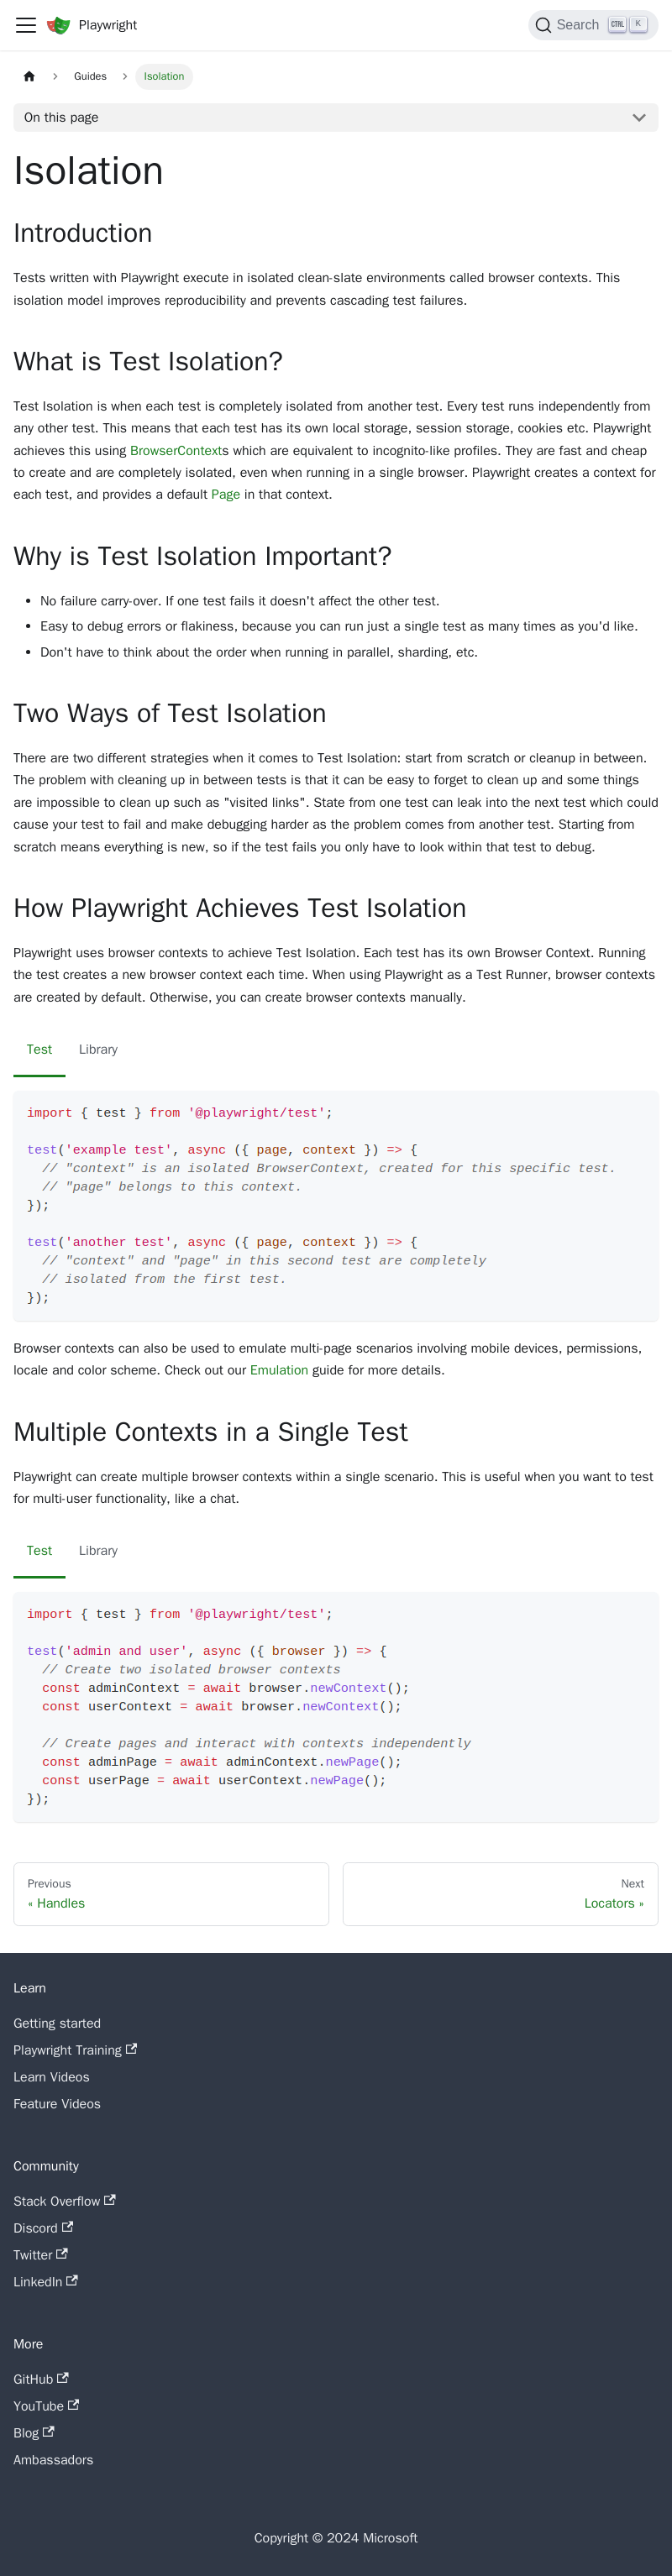 Playwright
Search CTRL K
Guides
Isolation
On this page
Isolation
Introduction
Tests written with Playwright execute in isolated clean-slate environments called browser contexts. This
isolation model improves reproducibility and prevents cascading test failures.
What is Test Isolation?
Test Isolation is when each test is completely isolated from another test. Every test runs independently from
any other test. This means that each test has its own local storage, session storage, cookies etc. Playwright
achieves this using BrowserContexts which are equivalent to incognito-like profiles. They are fast and cheap
to create and are completely isolated, even when running in a single browser. Playwright creates a context for
each test, and provides a default Page in that context.
Why is Test Isolation Important?
• No failure carry-over. If one test fails it doesn't affect the other test.
• Easy to debug errors or flakiness, because you can run just a single test as many times as you'd like.
• Don't have to think about the order when running in parallel, sharding, etc.
Two Ways of Test Isolation
There are two different strategies when it comes to Test Isolation: start from scratch or cleanup in between.
The problem with cleaning up in between tests is that it can be easy to forget to clean up and some things
are impossible to clean up such as "visited links". State from one test can leak into the next test which could
cause your test to fail and make debugging harder as the problem comes from another test. Starting from
scratch means everything is new, so if the test fails you only have to look within that test to debug.
How Playwright Achieves Test Isolation
Playwright uses browser contexts to achieve Test Isolation. Each test has its own Browser Context. Running
the test creates a new browser context each time. When using Playwright as a Test Runner, browser contexts
are created by default. Otherwise, you can create browser contexts manually.
Test Library
import { test } from '@playwright/test';
test('example test', async ({ page, context }) => {
  // "context" is an isolated BrowserContext, created for this specific test.
  // "page" belongs to this context.
});
test('another test', async ({ page, context }) => {
  // "context" and "page" in this second test are completely
  // isolated from the first test.
});
Browser contexts can also be used to emulate multi-page scenarios involving mobile devices, permissions,
locale and color scheme. Check out our Emulation guide for more details.
Multiple Contexts in a Single Test
Playwright can create multiple browser contexts within a single scenario. This is useful when you want to test
for multi-user functionality, like a chat.
Test Library
import { test } from '@playwright/test';
test('admin and user', async ({ browser }) => {
  // Create two isolated browser contexts
  const adminContext = await browser.newContext();
  const userContext = await browser.newContext();
  // Create pages and interact with contexts independently
  const adminPage = await adminContext.newPage();
  const userPage = await userContext.newPage();
});
Previous
« Handles
Next
Locators »
Learn
Getting started
Playwright Training
Learn Videos
Feature Videos
Community
Stack Overflow
Discord
Twitter
LinkedIn
More
GitHub
YouTube
Blog
Ambassadors
Copyright © 2024 Microsoft